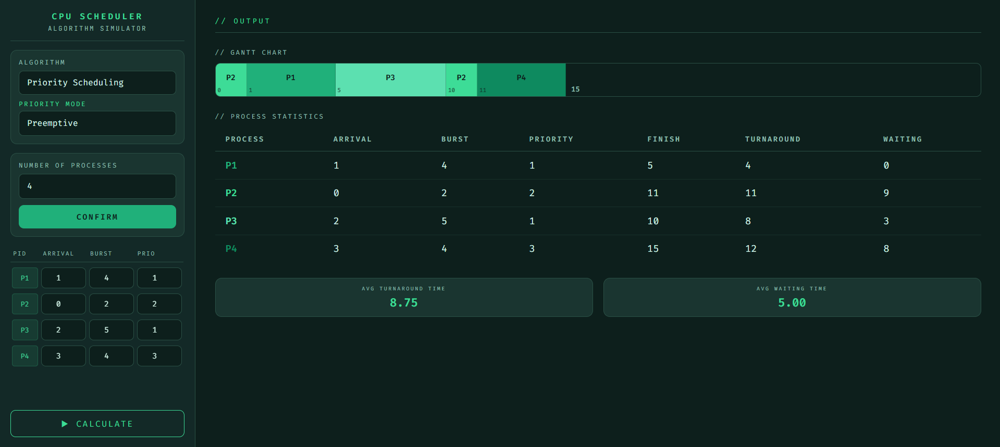 CPU SCHEDULER
ALGORITHM SIMULATOR
ALGORITHM
Priority Scheduling
PRIORITY MODE
Preemptive
NUMBER OF PROCESSES
4
CONFIRM
PID ARRIVAL BURST PRIO
P1 1 4 1
P2 0 2 2
P3 2 5 1
P4 3 4 3
▶ CALCULATE
// OUTPUT
// GANTT CHART
P2 P1 P3 P2 P4
0 1 5 10 11 15
// PROCESS STATISTICS
PROCESS ARRIVAL BURST PRIORITY FINISH TURNAROUND WAITING
P1 1 4 1 5 4 0
P2 0 2 2 11 11 9
P3 2 5 1 10 8 3
P4 3 4 3 15 12 8
AVG TURNAROUND TIME
8.75
AVG WAITING TIME
5.00